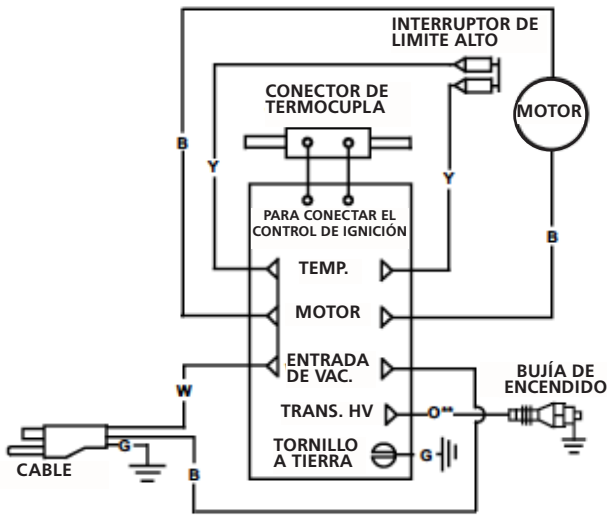 INTERRUPTOR DE
LIMITE ALTO
CONECTOR DE
TERMOCUPLA
MOTOR
B
Y
Y
B
PARA CONECTAR EL
CONTROL DE IGNICIÓN
TEMP.
MOTOR
ENTRADA
DE VAC.
W
BUJÍA DE
ENCENDIDO
TRANS. HV
O**
TORNILLO
A TIERRA
G
G
CABLE
B